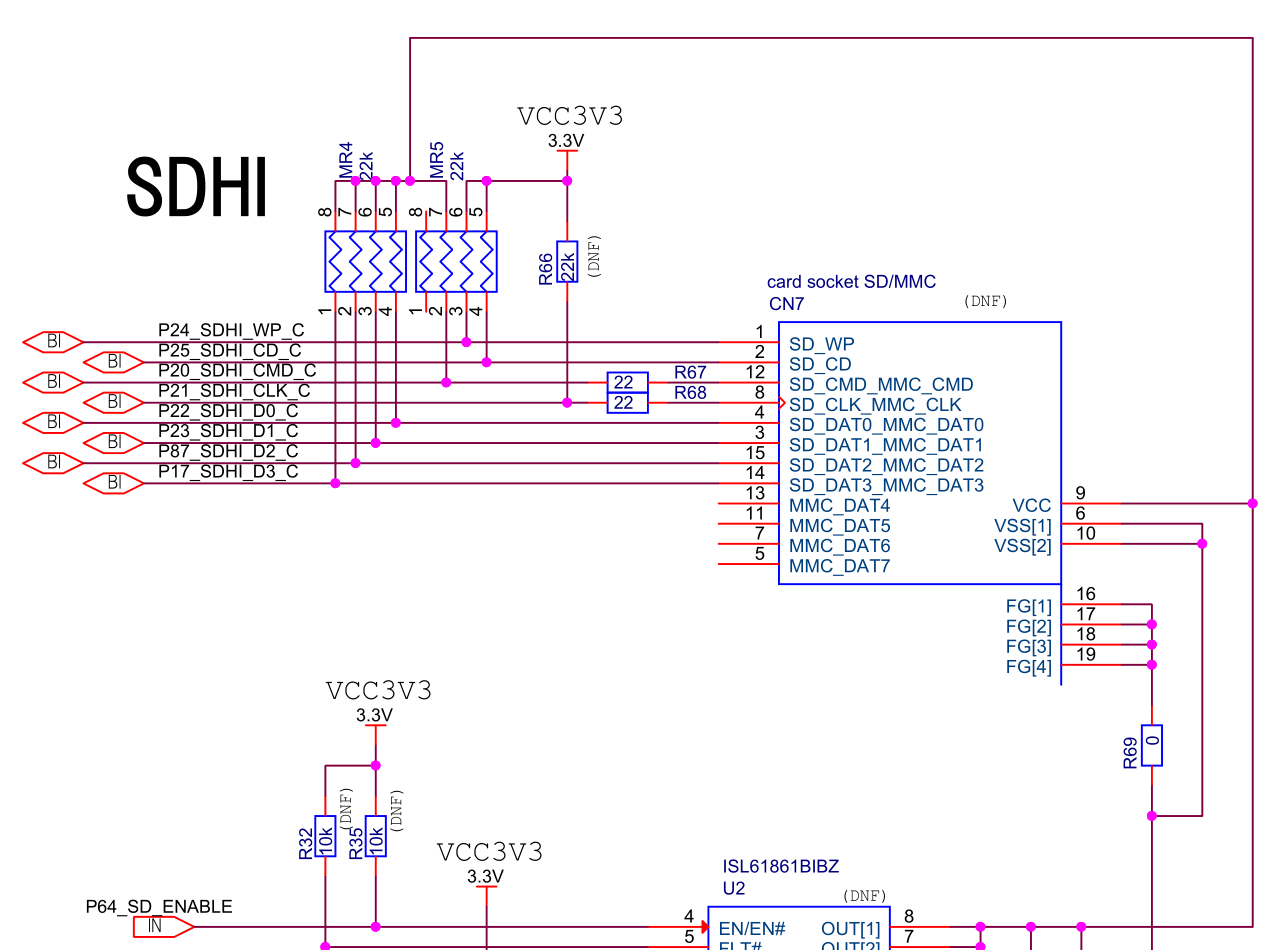 VCC3V3
3.3V
SDHI
MR4
22k
MR5
22k
8
7
6
5
8
7
6
5
R66
22k
(DNF)
1
2
3
4
1
2
3
4
card socket SD/MMC
CN7
(DNF)
BI
P24_SDHI_WP_C
1
SD_WP
BI
P25_SDHI_CD_C
2
SD_CD
BI
P20_SDHI_CMD_C
22
R67
12
SD_CMD_MMC_CMD
BI
P21_SDHI_CLK_C
22
R68
8
SD_CLK_MMC_CLK
BI
P22_SDHI_D0_C
4
SD_DAT0_MMC_DAT0
BI
P23_SDHI_D1_C
3
SD_DAT1_MMC_DAT1
BI
P87_SDHI_D2_C
15
SD_DAT2_MMC_DAT2
BI
P17_SDHI_D3_C
14
SD_DAT3_MMC_DAT3
13
MMC_DAT4
VCC
9
11
MMC_DAT5
VSS[1]
6
7
MMC_DAT6
VSS[2]
10
5
MMC_DAT7
FG[1]
16
FG[2]
17
FG[3]
18
FG[4]
19
R69
0
VCC3V3
3.3V
R32
10k
(DNF)
R35
10k
(DNF)
VCC3V3
3.3V
ISL61861BIBZ
U2
(DNF)
P64_SD_ENABLE
IN
4
EN/EN#
OUT[1]
8
5
FLT#
OUT[2]
7